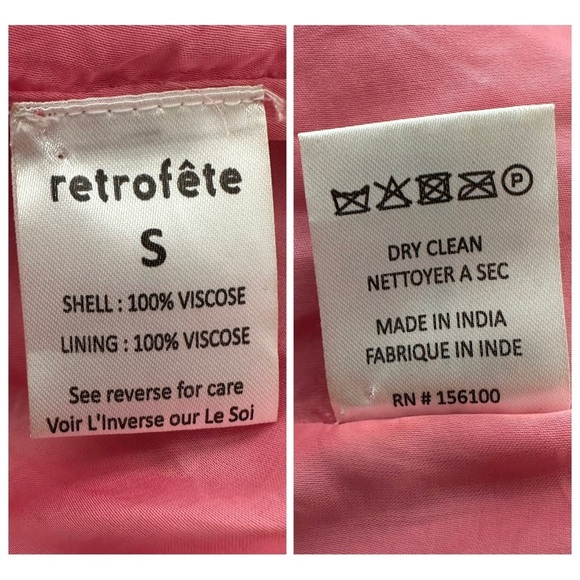 retrofête
S
SHELL : 100% VISCOSE
LINING : 100% VISCOSE
See reverse for care
Voir L'Inverse our Le Soi
P
DRY CLEAN
NETTOYER A SEC
MADE IN INDIA
FABRIQUE IN INDE
RN # 156100